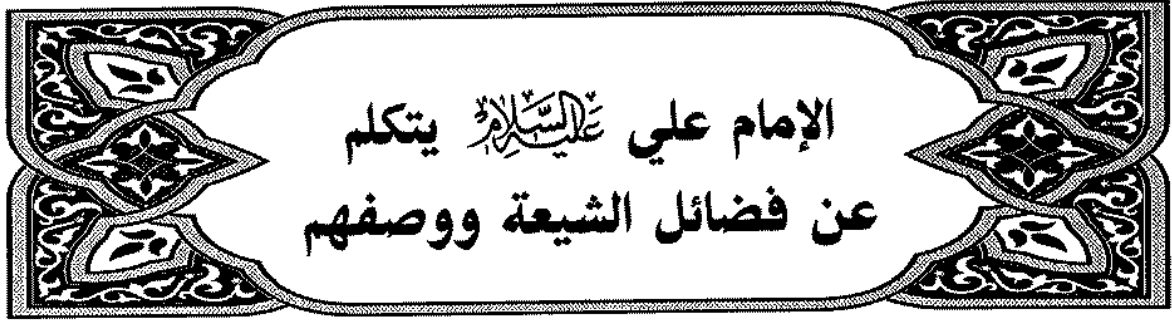 الإمام علي عليه السلام يتكلم
عن فضائل الشيعة ووصفهم